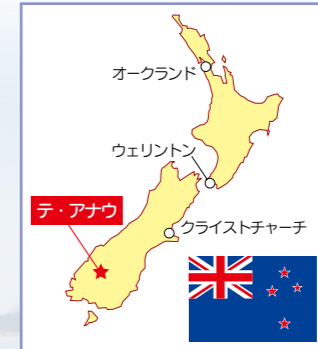 オークランド
ウェリントン
テ・アナウ
クライストチャーチ